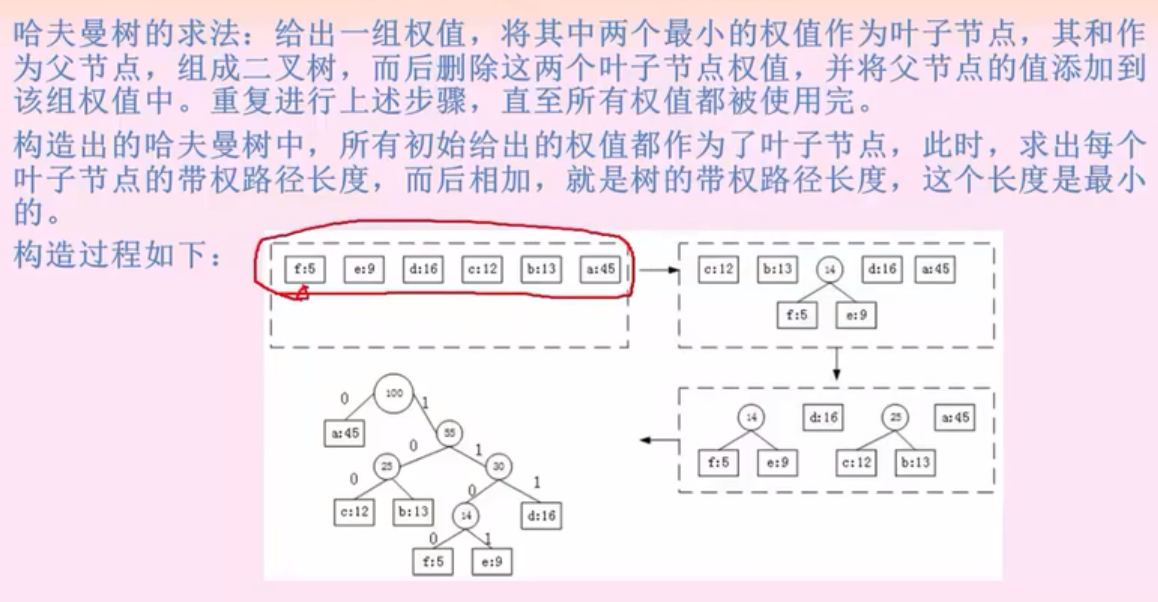 哈夫曼树的求法：给出一组权值，将其中两个最小的权值作为叶子节点，其和作
为父节点，组成二叉树，而后删除这两个叶子节点权值，并将父节点的值添加到
该组权值中。重复进行上述步骤，直至所有权值都被使用完。
构造出的哈夫曼树中，所有初始给出的权值都作为了叶子节点，此时，求出每个
叶子节点的带权路径长度，而后相加，就是树的带权路径长度，这个长度是最小
的。
构造过程如下：
f:5 e:9 d:16 c:12 b:13 a:45
c:12 b:13 14 d:16 a:45
f:5 e:9
14 d:16 25 a:45
f:5 e:9 c:12 b:13
100
0 1
a:45 55
0 1
25 30
0 0 1
c:12 b:13 14 d:16
0 1
f:5 e:9